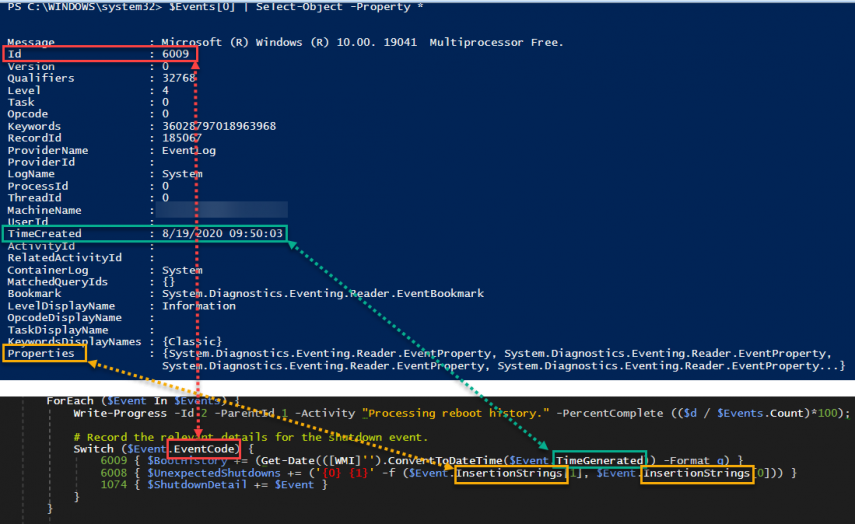 PS C:\WINDOWS\system32> $Events[0] | Select-Object -Property *
Message : Microsoft (R) Windows (R) 10.00. 19041 Multiprocessor Free.
Id : 6009
Version : 0
Qualifiers : 32768
Level : 4
Task : 0
Opcode : 0
Keywords : 36028797018963968
RecordId : 185067
ProviderName : EventLog
ProviderId :
LogName : System
ProcessId : 0
ThreadId : 0
MachineName :
UserId :
TimeCreated : 8/19/2020 09:50:03
ActivityId :
RelatedActivityId :
ContainerLog : System
MatchedQueryIds : {}
Bookmark : System.Diagnostics.Eventing.Reader.EventBookmark
LevelDisplayName : Information
OpcodeDisplayName :
TaskDisplayName :
KeywordsDisplayNames : {Classic}
Properties : {System.Diagnostics.Eventing.Reader.EventProperty, System.Diagnostics.Eventing.Reader.EventProperty,
System.Diagnostics.Eventing.Reader.EventProperty, System.Diagnostics.Eventing.Reader.EventProperty...}
ForEach ($Event In $Events) {
Write-Progress -Id 2 -ParentId 1 -Activity "Processing reboot history." -PercentComplete (($d / $Events.Count)*100);
# Record the relevent details for the shutdown event.
Switch ($Event.EventCode) {
6009 { $BootHistory += (Get-Date(([WMI]'').ConvertToDateTime($Event.TimeGenerated)) -Format g) }
6008 { $UnexpectedShutdowns += ('{0} {1}' -f ($Event.InsertionStrings[1], $Event.InsertionStrings[0])) }
1074 { $ShutdownDetail += $Event }
}
}